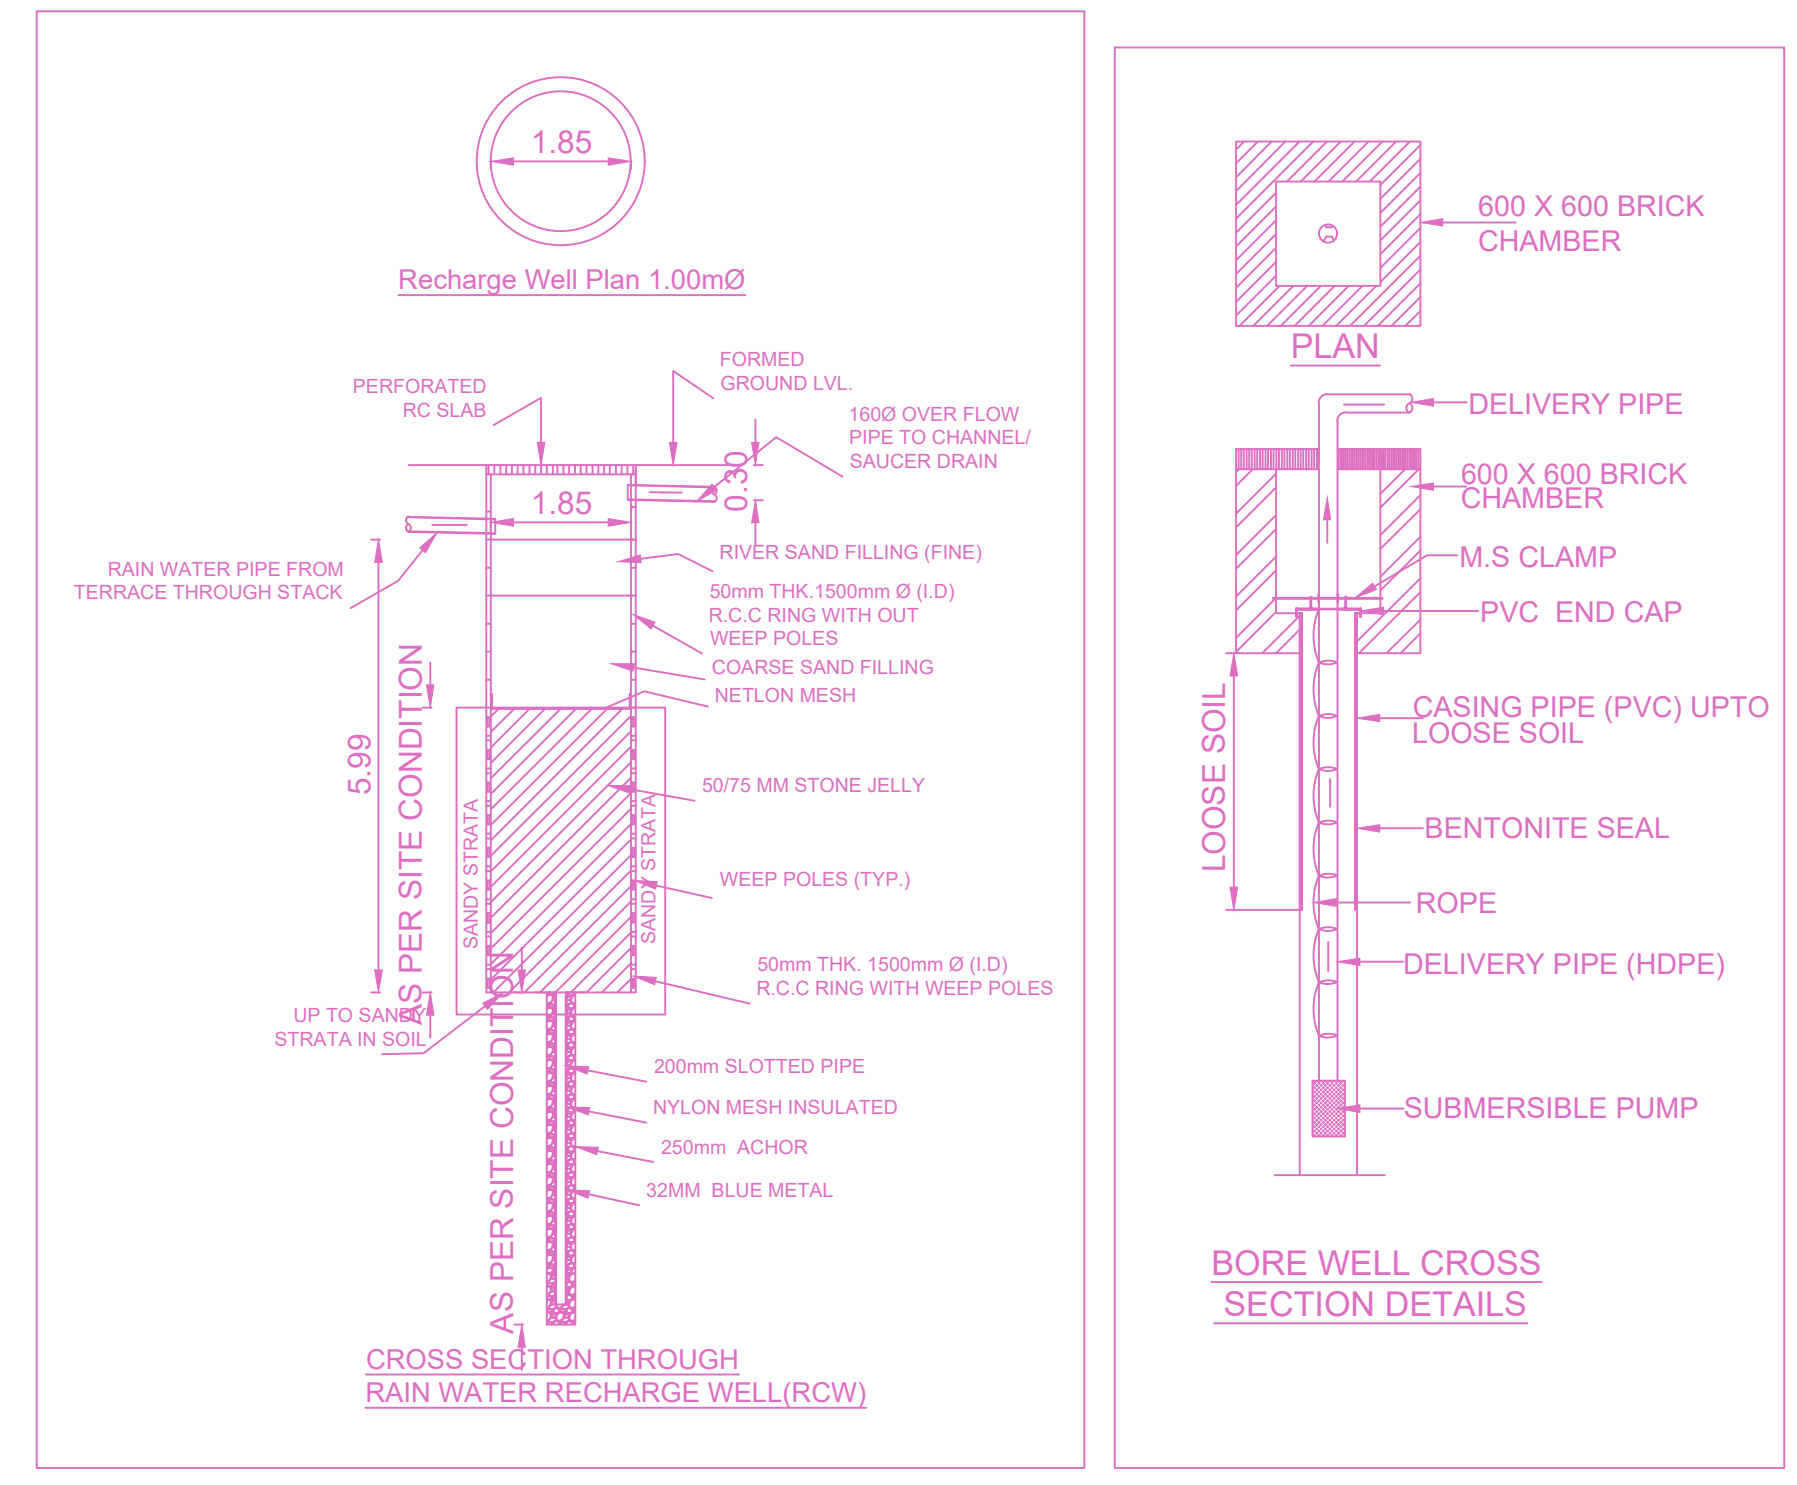 1.85
Recharge Well Plan 1.00mØ
PERFORATED
RC SLAB
FORMED
GROUND LVL.
160Ø OVER FLOW
PIPE TO CHANNEL/
SAUCER DRAIN
0.30
1.85
RAIN WATER PIPE FROM
TERRACE THROUGH STACK
RIVER SAND FILLING (FINE)
50mm THK.1500mm Ø (I.D)
R.C.C RING WITH OUT
WEEP POLES
COARSE SAND FILLING
NETLON MESH
5.99
AS PER SITE CONDITION
SANDY STRATA
SANDY STRATA
50/75 MM STONE JELLY
WEEP POLES (TYP.)
50mm THK. 1500mm Ø (I.D)
R.C.C RING WITH WEEP POLES
UP TO SANDY
STRATA IN SOIL
AS PER SITE CONDITION
200mm SLOTTED PIPE
NYLON MESH INSULATED
250mm ACHOR
32MM BLUE METAL
CROSS SECTION THROUGH
RAIN WATER RECHARGE WELL(RCW)
600 X 600 BRICK
CHAMBER
PLAN
DELIVERY PIPE
600 X 600 BRICK
CHAMBER
M.S CLAMP
PVC END CAP
LOOSE SOIL
CASING PIPE (PVC) UPTO
LOOSE SOIL
BENTONITE SEAL
ROPE
DELIVERY PIPE (HDPE)
SUBMERSIBLE PUMP
BORE WELL CROSS
SECTION DETAILS